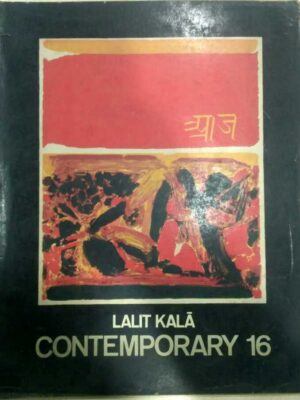 LALIT KALĀ
CONTEMPORARY 16